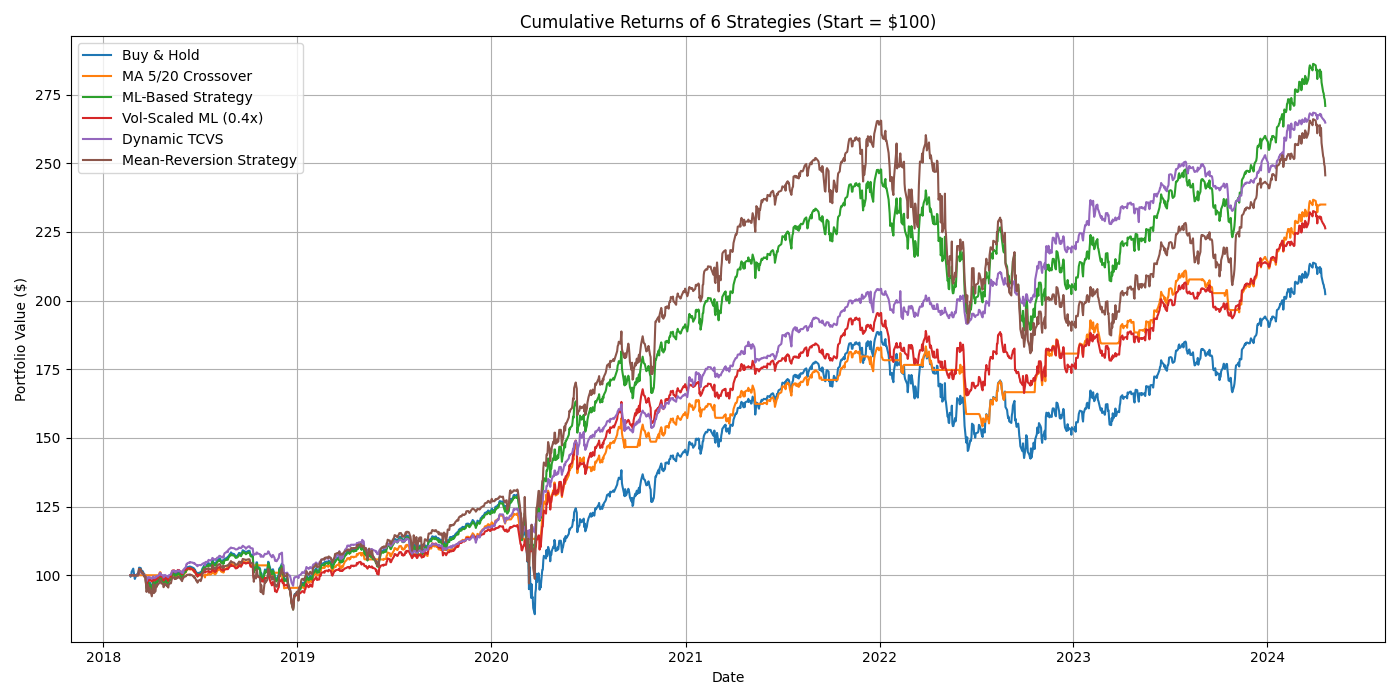 Cumulative Returns of 6 Strategies (Start = $100)
Buy & Hold
MA 5/20 Crossover
ML-Based Strategy
Vol-Scaled ML (0.4x)
Dynamic TCVS
Mean-Reversion Strategy
Portfolio Value ($)
275
250
225
200
175
150
125
100
2018 2019 2020 2021 2022 2023 2024
Date